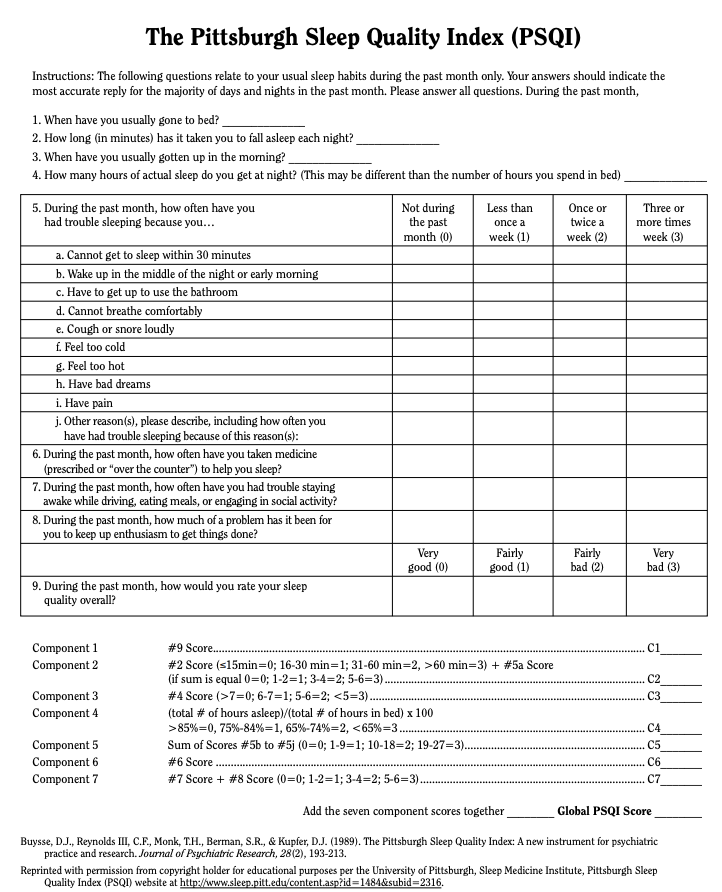 The Pittsburgh Sleep Quality Index (PSQI)
Instructions: The following questions relate to your usual sleep habits during the past month only. Your answers should indicate the
most accurate reply for the majority of days and nights in the past month. Please answer all questions. During the past month,
1. When have you usually gone to bed? ______________
2. How long (in minutes) has it taken you to fall asleep each night? ______________
3. When have you usually gotten up in the morning? ______________
4. How many hours of actual sleep do you get at night? (This may be different than the number of hours you spend in bed) ______________
5. During the past month, how often have you
had trouble sleeping because you…
Not during
the past
month (0)
Less than
once a
week (1)
Once or
twice a
week (2)
Three or
more times
week (3)
a. Cannot get to sleep within 30 minutes
b. Wake up in the middle of the night or early morning
c. Have to get up to use the bathroom
d. Cannot breathe comfortably
e. Cough or snore loudly
f. Feel too cold
g. Feel too hot
h. Have bad dreams
i. Have pain
j. Other reason(s), please describe, including how often you
have had trouble sleeping because of this reason(s):
6. During the past month, how often have you taken medicine
(prescribed or “over the counter”) to help you sleep?
7. During the past month, how often have you had trouble staying
awake while driving, eating meals, or engaging in social activity?
8. During the past month, how much of a problem has it been for
you to keep up enthusiasm to get things done?
Very
good (0)
Fairly
good (1)
Fairly
bad (2)
Very
bad (3)
9. During the past month, how would you rate your sleep
quality overall?
Component 1 #9 Score........................................ C1_______
Component 2 #2 Score (≤15min=0; 16-30 min=1; 31-60 min=2, >60 min=3) + #5a Score
(if sum is equal 0=0; 1-2=1; 3-4=2; 5-6=3)........................................ C2_______
Component 3 #4 Score (>7=0; 6-7=1; 5-6=2; <5=3)........................................ C3_______
Component 4 (total # of hours asleep)/(total # of hours in bed) x 100
>85%=0, 75%-84%=1, 65%-74%=2, <65%=3........................................ C4_______
Component 5 Sum of Scores #5b to #5j (0=0; 1-9=1; 10-18=2; 19-27=3)........................................ C5_______
Component 6 #6 Score........................................ C6_______
Component 7 #7 Score + #8 Score (0=0; 1-2=1; 3-4=2; 5-6=3)........................................ C7_______
Add the seven component scores together ________ Global PSQI Score ________
Buysse, D.J., Reynolds III, C.F., Monk, T.H., Berman, S.R., & Kupfer, D.J. (1989). The Pittsburgh Sleep Quality Index: A new instrument for psychiatric
practice and research. Journal of Psychiatric Research, 28(2), 193-213.
Reprinted with permission from copyright holder for educational purposes per the University of Pittsburgh, Sleep Medicine Institute, Pittsburgh Sleep
Quality Index (PSQI) website at http://www.sleep.pitt.edu/content.asp?id=1484&subid=2316.